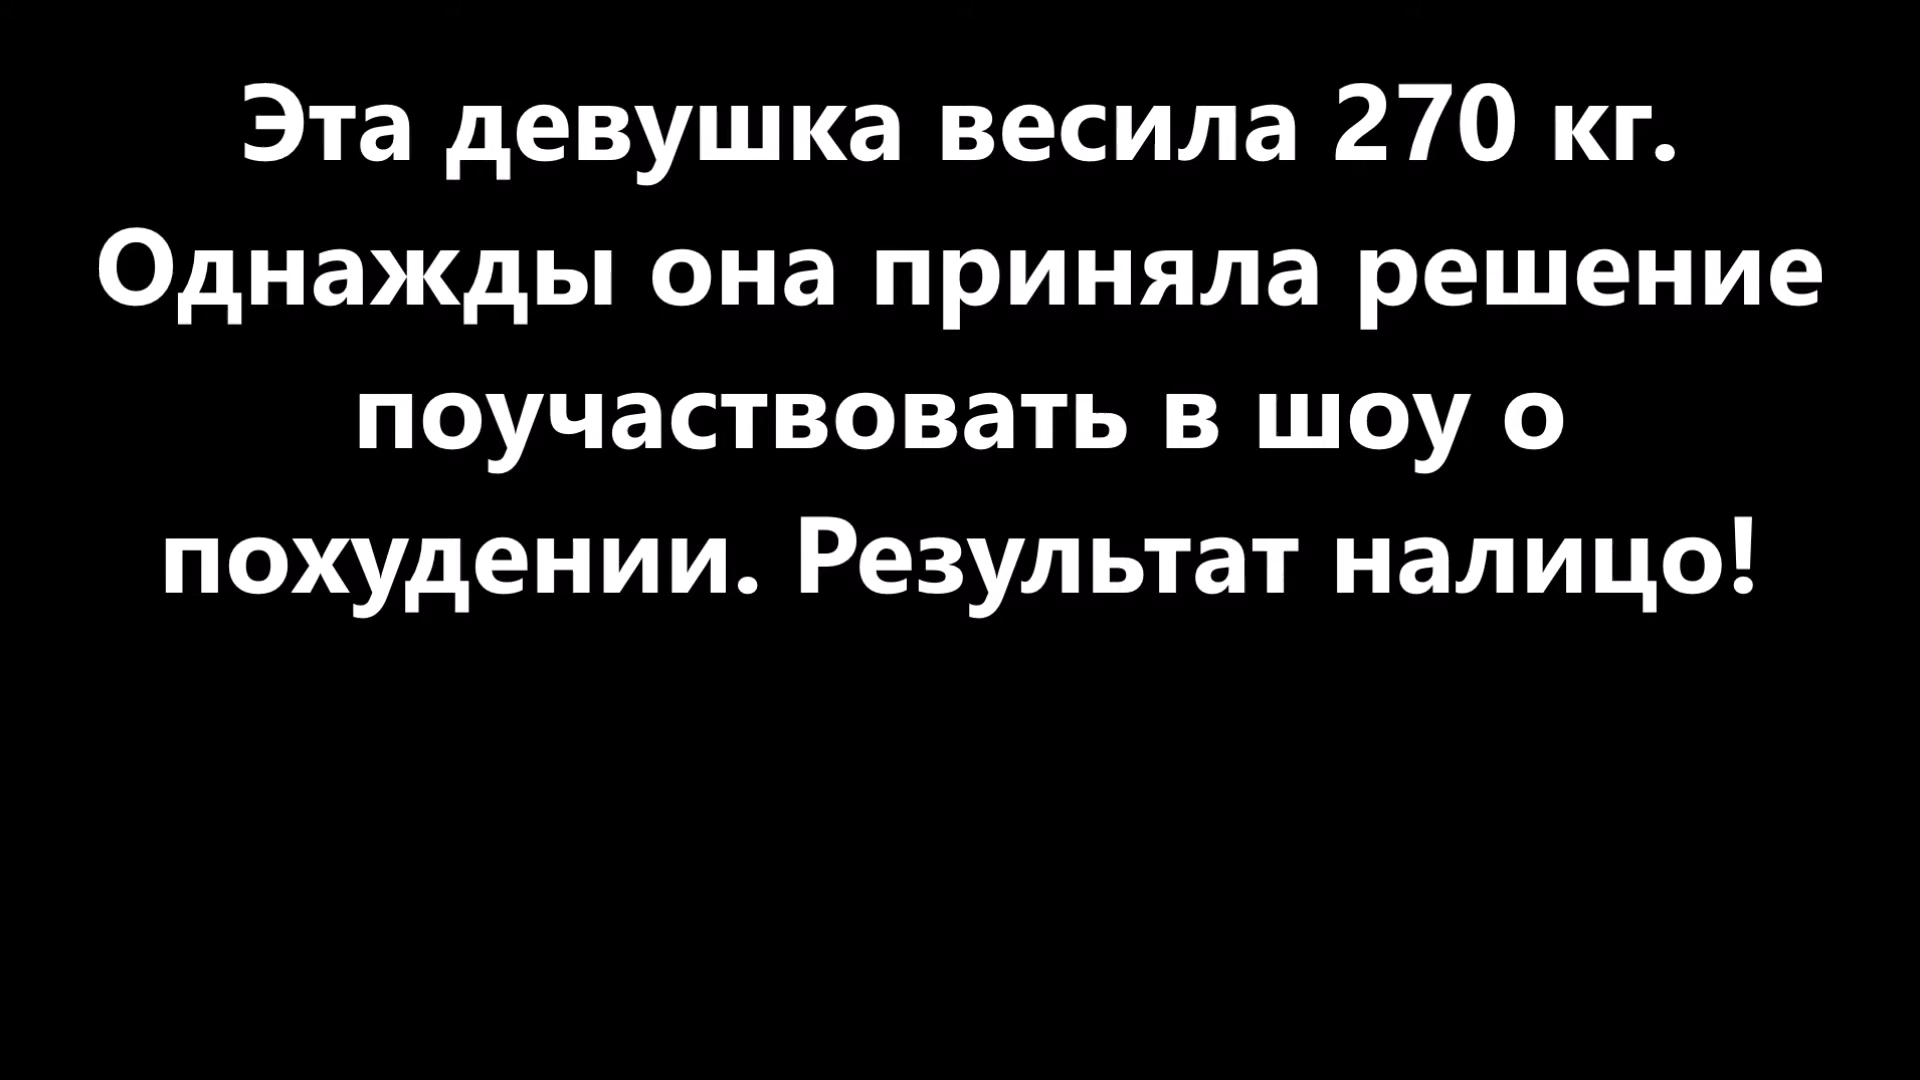 Эта девушка весила 270 кг.
Однажды она приняла решение
поучаствовать в шоу о
похудении. Результат налицо!